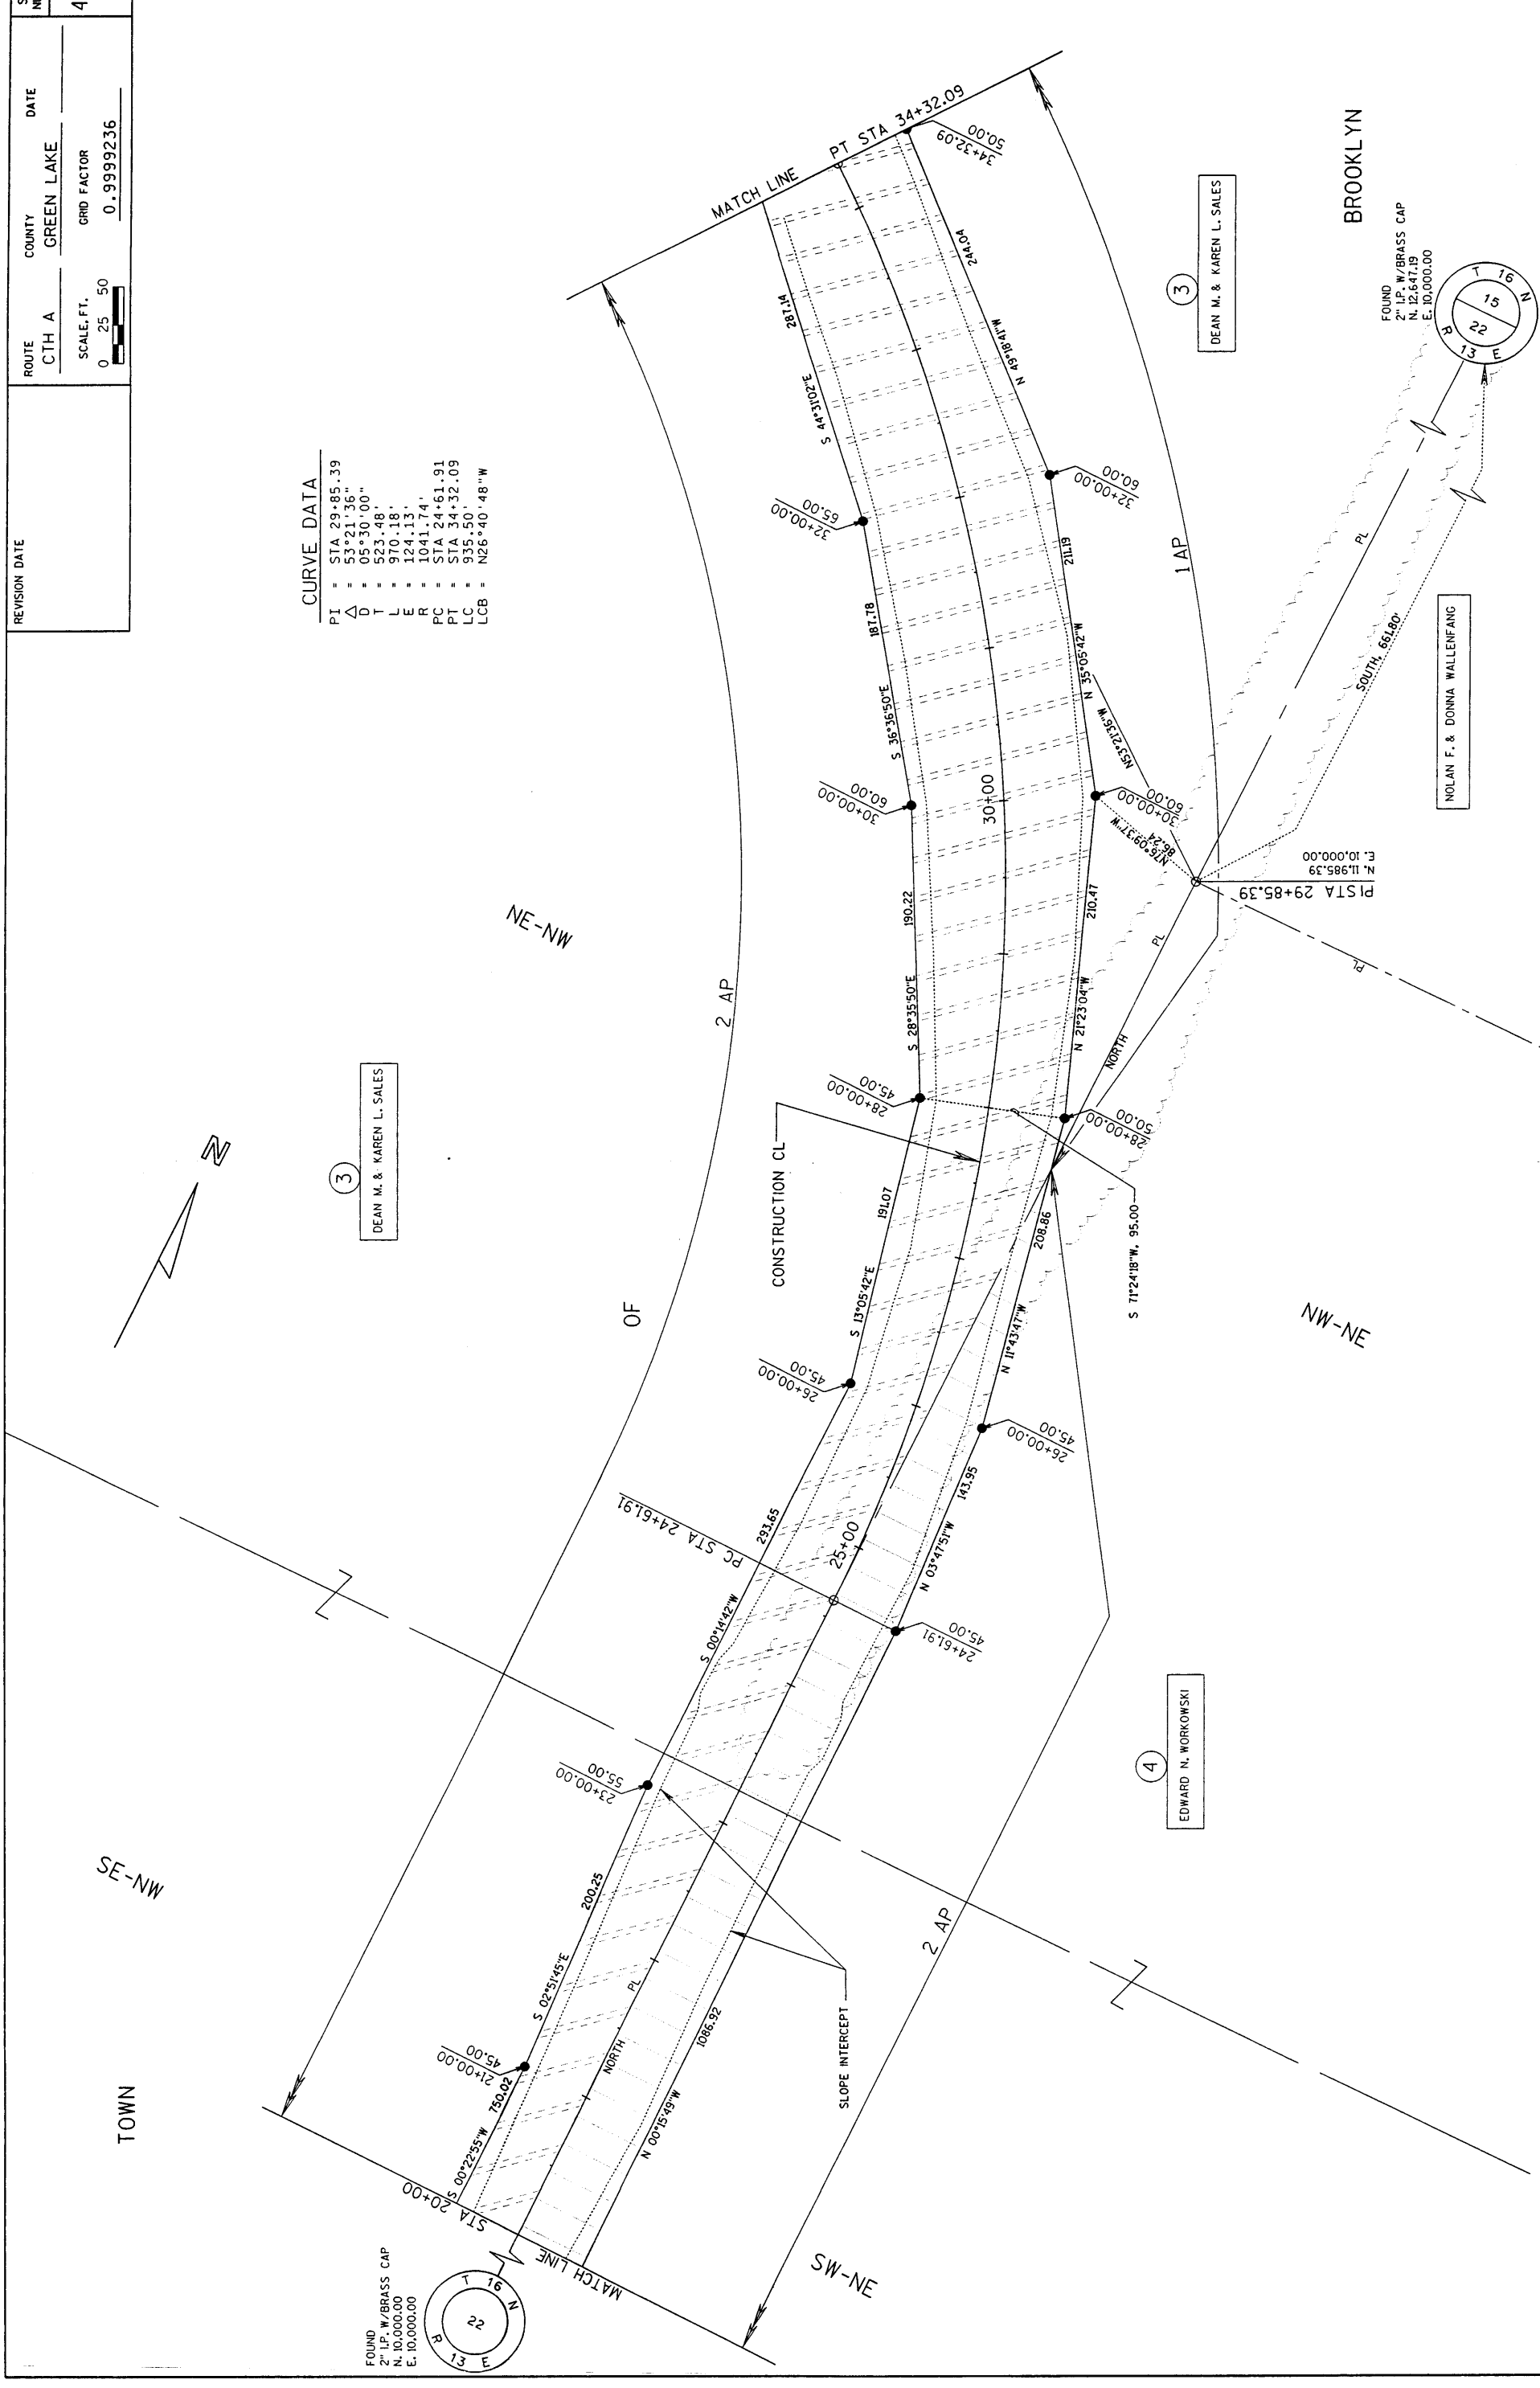 REVISION DATE
ROUTE
CTH A
COUNTY
GREEN LAKE
DATE
SCALE, FT.
0 25 50
GRID FACTOR
0.9999236
4
CURVE DATA
PI = STA 29+85.39
△ = 53°21'36"
D = 05°30'00"
T = 523.48'
L = 970.18'
E = 124.13'
R = 1041.74'
PC = STA 24+61.91
PT = STA 34+32.09
LC = 935.50'
LCB = N26°40'48"W
MATCH LINE
PT STA 34+32.09
34+32.09
50.00
287.14
S 44°31'02"E
244.04
N 49°18'41"W
32+00.00
65.00
32+00.00
60.00
187.78
S 36°36'50"E
211.19
N 35°05'42"W
30+00.00
60.00
30+00
30+00.00
60.00
N53°21'36"W
N76°09'37"W
86.24
190.22
S 28°35'50"E
210.47
N 21°23'04"W
28+00.00
45.00
28+00.00
50.00
PI STA 29+85.39
N. 11,985.39
E. 10,000.00
PL
PL
PL
NORTH
SOUTH, 661.80'
1 AP
2 AP
3
DEAN M. & KAREN L. SALES
BROOKLYN
FOUND
2" I.P. W/BRASS CAP
N. 12,647.19
E. 10,000.00
T 16 N
15
22
R 13 E
NOLAN F. & DONNA WALLENFANG
NE-NW
N
3
DEAN M. & KAREN L. SALES
OF
CONSTRUCTION CL
191.07
S 13°05'42"E
208.86
N 11°43'47"W
S 71°24'18"W, 95.00
NW-NE
26+00.00
45.00
26+00.00
45.00
293.65
S 00°14'42"W
143.95
N 03°47'51"W
PC STA 24+61.91
25+00
24+61.91
45.00
4
EDWARD N. WORKOWSKI
23+00.00
55.00
SE-NW
200.25
S 02°51'45"E
PL
NORTH
2 AP
SLOPE INTERCEPT
1086.92
N 00°15'49"W
21+00.00
45.00
750.02
S 00°22'55"W
STA 20+00
MATCH LINE
TOWN
SW-NE
FOUND
2" I.P. W/BRASS CAP
N. 10,000.00
E. 10,000.00
T 16 N
22
R 13 E